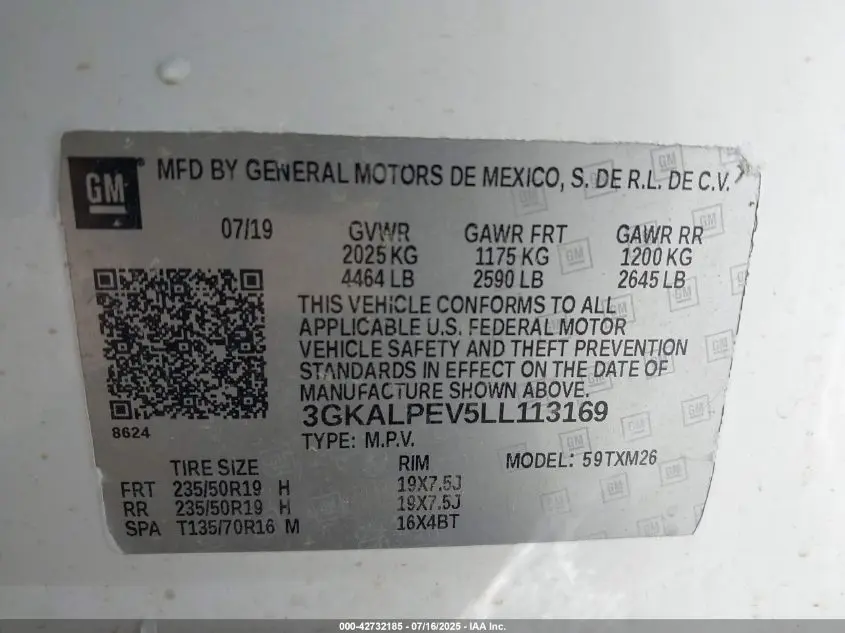 GM
MFD BY GENERAL MOTORS DE MEXICO, S. DE R.L. DE C.V.
07/19 GVWR GAWR FRT GAWR RR
2025 KG 1175 KG 1200 KG
4464 LB 2590 LB 2645 LB
THIS VEHICLE CONFORMS TO ALL
APPLICABLE U.S. FEDERAL MOTOR
VEHICLE SAFETY AND THEFT PREVENTION
STANDARDS IN EFFECT ON THE DATE OF
MANUFACTURE SHOWN ABOVE.
3GKALPEV5LL113169
8624
TYPE: M.P.V.
TIRE SIZE RIM MODEL: 59TXM26
FRT 235/50R19 H 19X7.5J
RR 235/50R19 H 19X7.5J
SPA T135/70R16 M 16X4BT
000-42732185 - 07/16/2025 - IAA Inc.